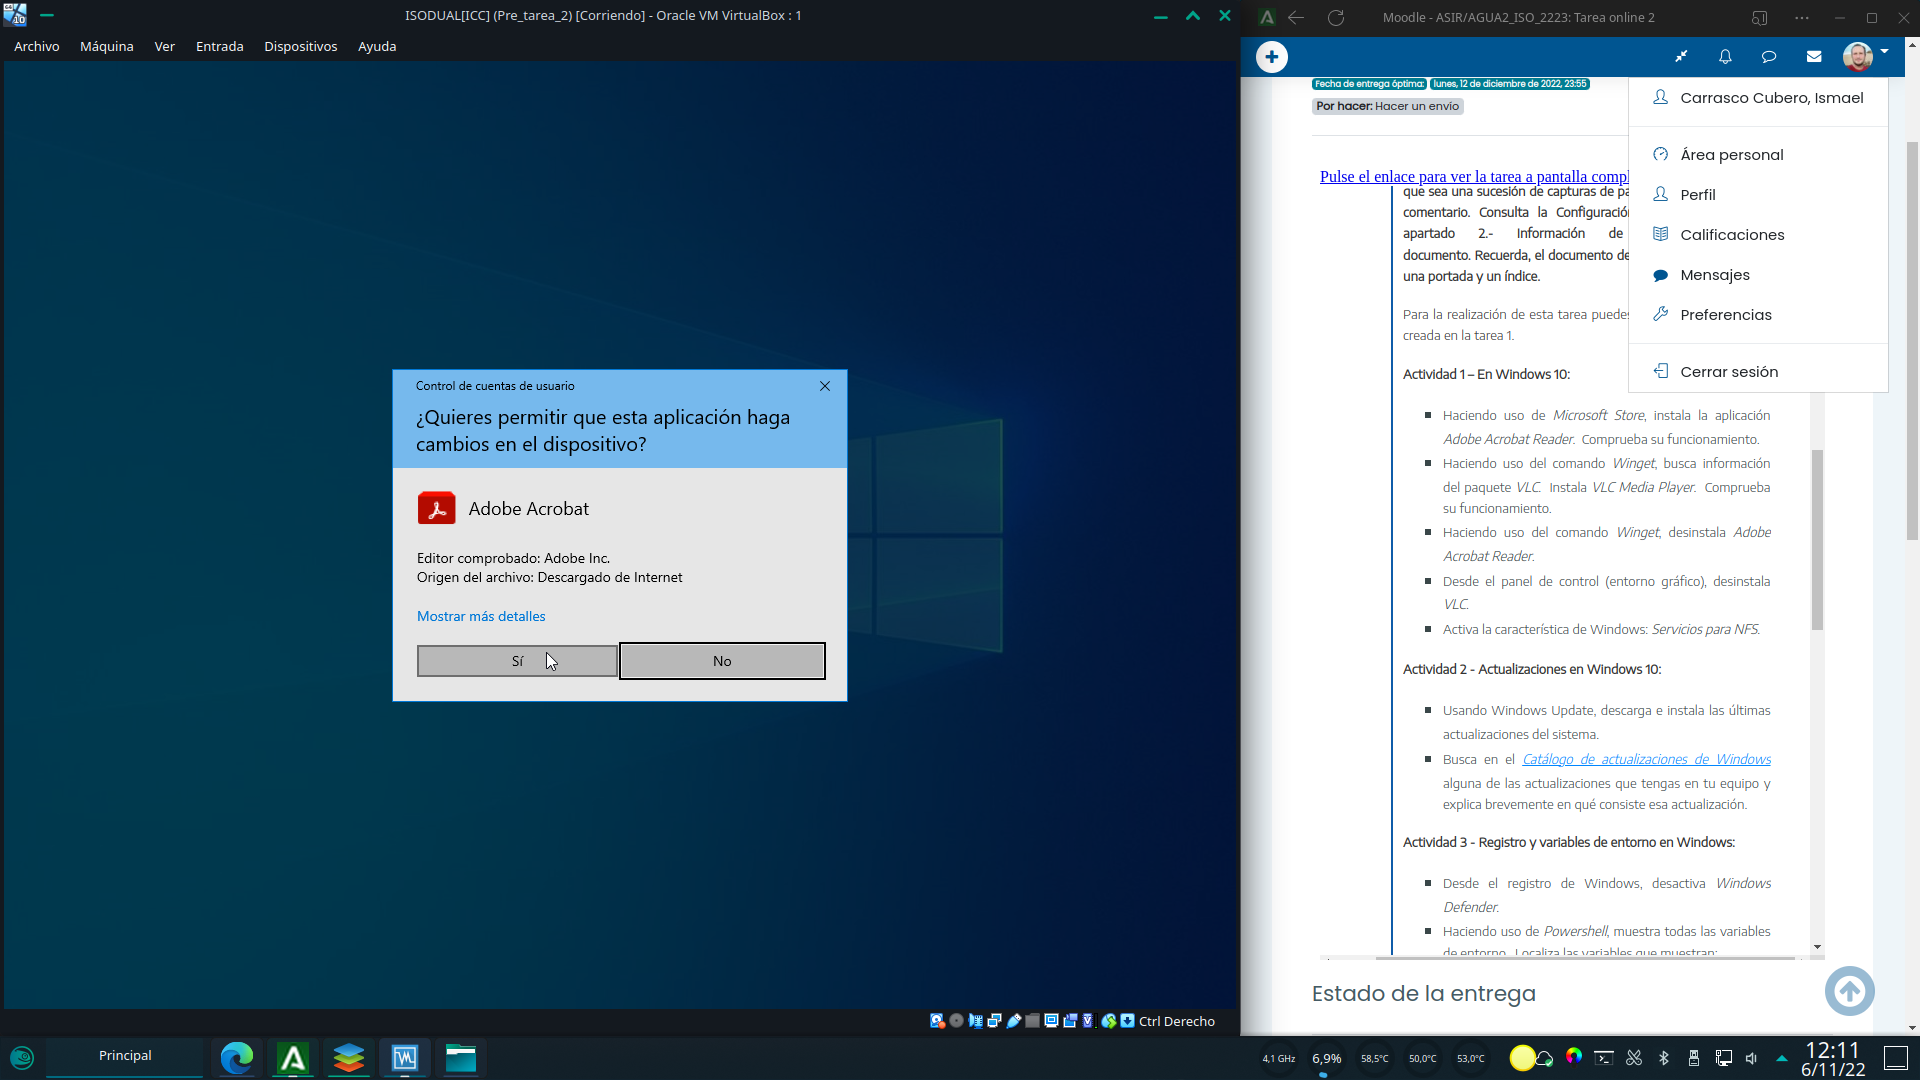 ISODUAL[ICC] (Pre_tarea_2) [Corriendo] - Oracle VM VirtualBox : 1
Archivo Máquina Ver Entrada Dispositivos Ayuda
Control de cuentas de usuario
¿Quieres permitir que esta aplicación haga
cambios en el dispositivo?
Adobe Acrobat
Editor comprobado: Adobe Inc.
Origen del archivo: Descargado de Internet
Mostrar más detalles
Sí
No
Ctrl Derecho
Moodle - ASIR/AGUA2_ISO_2223: Tarea online 2
Fecha de entrega óptima: lunes, 12 de diciembre de 2022, 23:55
Por hacer: Hacer un envío
Carrasco Cubero, Ismael
Área personal
Perfil
Calificaciones
Mensajes
Preferencias
Cerrar sesión
Pulse el enlace para ver la tarea a pantalla compl
que sea una sucesión de capturas de pa
comentario. Consulta la Configuració
apartado 2.- Información de
documento. Recuerda, el documento de
una portada y un índice.
Para la realización de esta tarea puedes
creada en la tarea 1.
Actividad 1 – En Windows 10:
Haciendo uso de Microsoft Store, instala la aplicación
Adobe Acrobat Reader. Comprueba su funcionamiento.
Haciendo uso del comando Winget, busca información
del paquete VLC. Instala VLC Media Player. Comprueba
su funcionamiento.
Haciendo uso del comando Winget, desinstala Adobe
Acrobat Reader.
Desde el panel de control (entorno gráfico), desinstala
VLC.
Activa la característica de Windows: Servicios para NFS.
Actividad 2 - Actualizaciones en Windows 10:
Usando Windows Update, descarga e instala las últimas
actualizaciones del sistema.
Busca en el Catálogo de actualizaciones de Windows
alguna de las actualizaciones que tengas en tu equipo y
explica brevemente en qué consiste esa actualización.
Actividad 3 - Registro y variables de entorno en Windows:
Desde el registro de Windows, desactiva Windows
Defender.
Haciendo uso de Powershell, muestra todas las variables
de entorno. Localiza las variables que muestran:
Estado de la entrega
Principal
4,1 GHz 6,9% 58,5°C 50,0°C 53,0°C
12:11
6/11/22